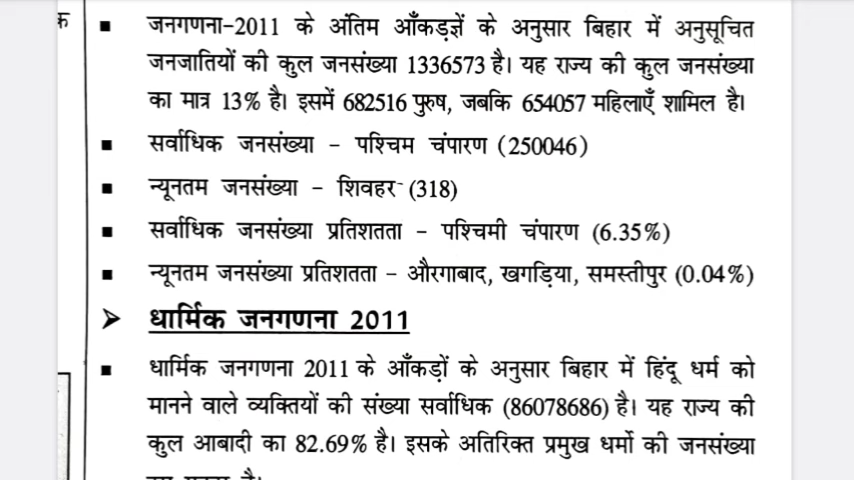 क
■ जनगणना-2011 के अंतिम आँकड़ज्ञें के अनुसार बिहार में अनुसूचित
जनजातियों की कुल जनसंख्या 1336573 है। यह राज्य की कुल जनसंख्या
का मात्र 13% है। इसमें 682516 पुरुष, जबकि 654057 महिलाएँ शामिल है।
■ सर्वाधिक जनसंख्या - पश्चिम चंपारण (250046)
■ न्यूनतम जनसंख्या - शिवहर (318)
■ सर्वाधिक जनसंख्या प्रतिशतता - पश्चिमी चंपारण (6.35%)
■ न्यूनतम जनसंख्या प्रतिशतता - औरगाबाद, खगड़िया, समस्तीपुर (0.04%)
➤ धार्मिक जनगणना 2011
■ धार्मिक जनगणना 2011 के आँकड़ों के अनुसार बिहार में हिंदू धर्म को
मानने वाले व्यक्तियों की संख्या सर्वाधिक (86078686) है। यह राज्य की
कुल आबादी का 82.69% है। इसके अतिरिक्त प्रमुख धर्मो की जनसंख्या